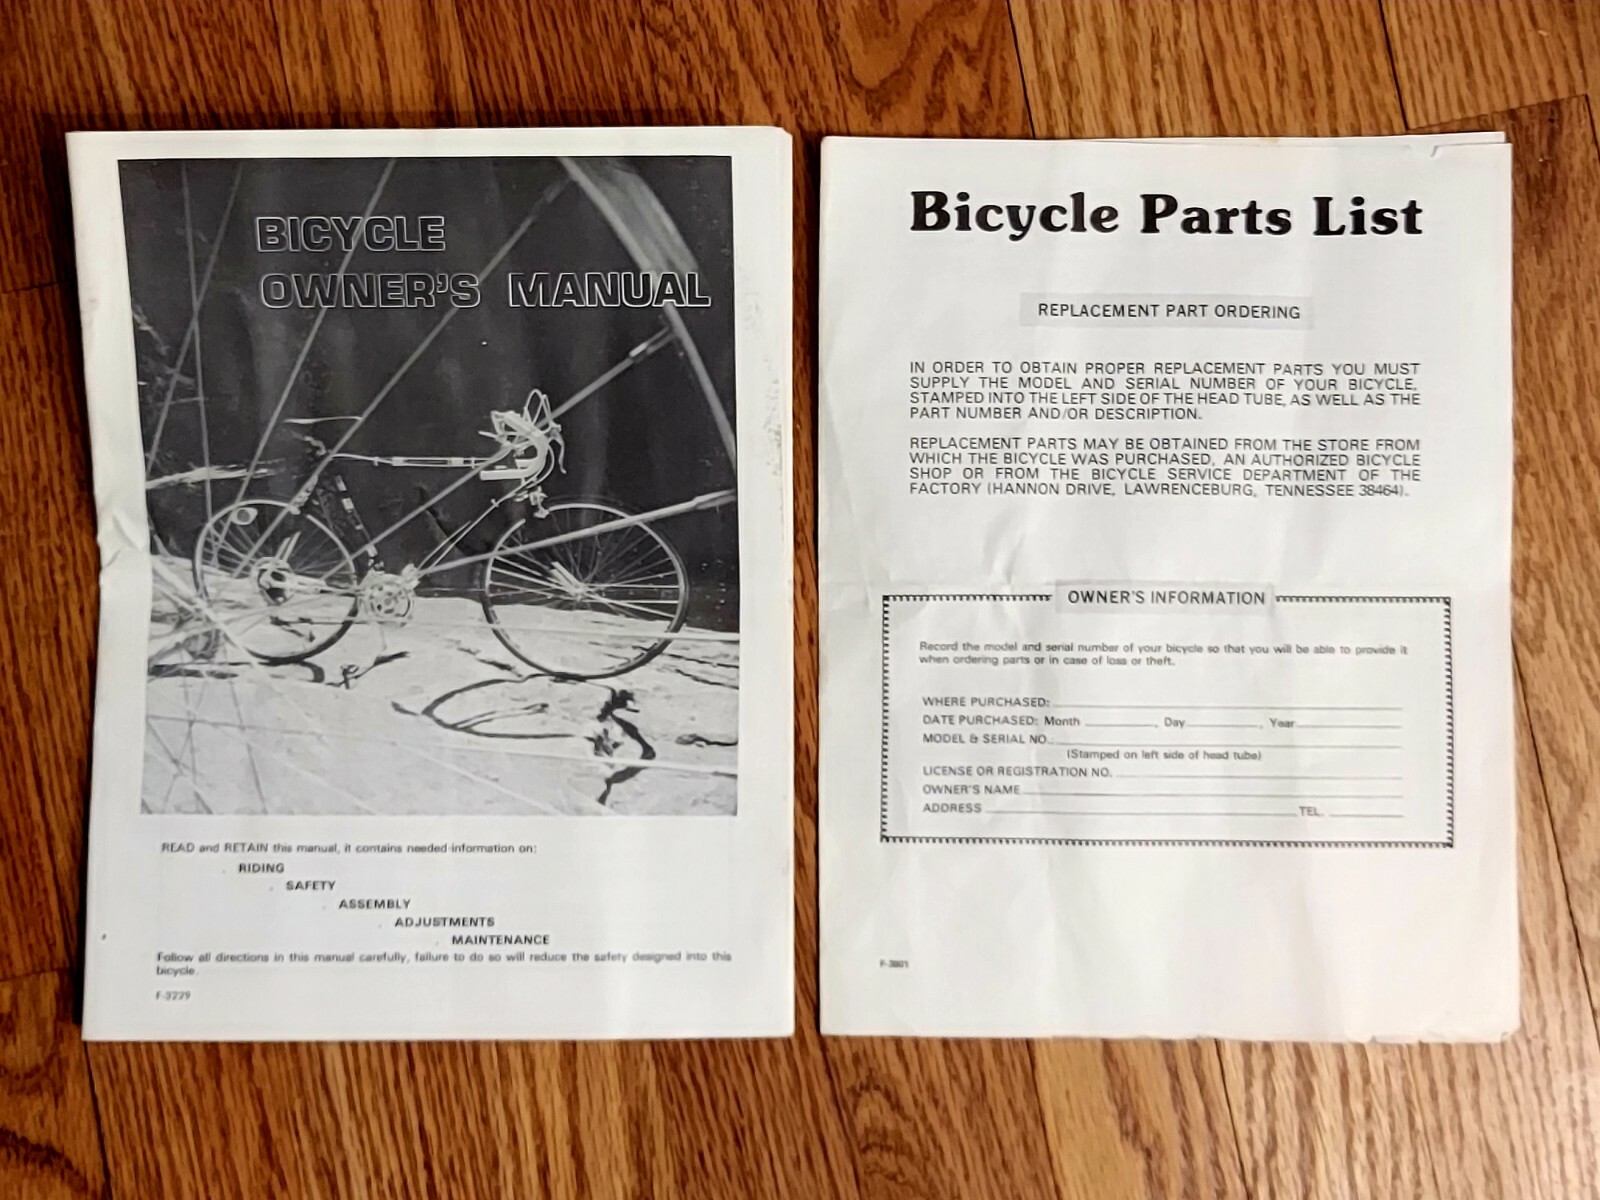 BICYCLE
OWNER'S MANUAL
READ and RETAIN this manual, it contains needed information on:
. RIDING
. SAFETY
. ASSEMBLY
. ADJUSTMENTS
. MAINTENANCE
Follow all directions in this manual carefully, failure to do so will reduce the safety designed into this
bicycle.
F-3229
Bicycle Parts List
REPLACEMENT PART ORDERING
IN ORDER TO OBTAIN PROPER REPLACEMENT PARTS YOU MUST
SUPPLY THE MODEL AND SERIAL NUMBER OF YOUR BICYCLE,
STAMPED INTO THE LEFT SIDE OF THE HEAD TUBE, AS WELL AS THE
PART NUMBER AND/OR DESCRIPTION.
REPLACEMENT PARTS MAY BE OBTAINED FROM THE STORE FROM
WHICH THE BICYCLE WAS PURCHASED, AN AUTHORIZED BICYCLE
SHOP OR FROM THE BICYCLE SERVICE DEPARTMENT OF THE
FACTORY (HANNON DRIVE, LAWRENCEBURG, TENNESSEE 38464).
OWNER'S INFORMATION
Record the model and serial number of your bicycle so that you will be able to provide it
when ordering parts or in case of loss or theft.
WHERE PURCHASED:
DATE PURCHASED: Month , Day , Year
MODEL & SERIAL NO.:
(Stamped on left side of head tube)
LICENSE OR REGISTRATION NO.
OWNER'S NAME
ADDRESS TEL.
F-3801